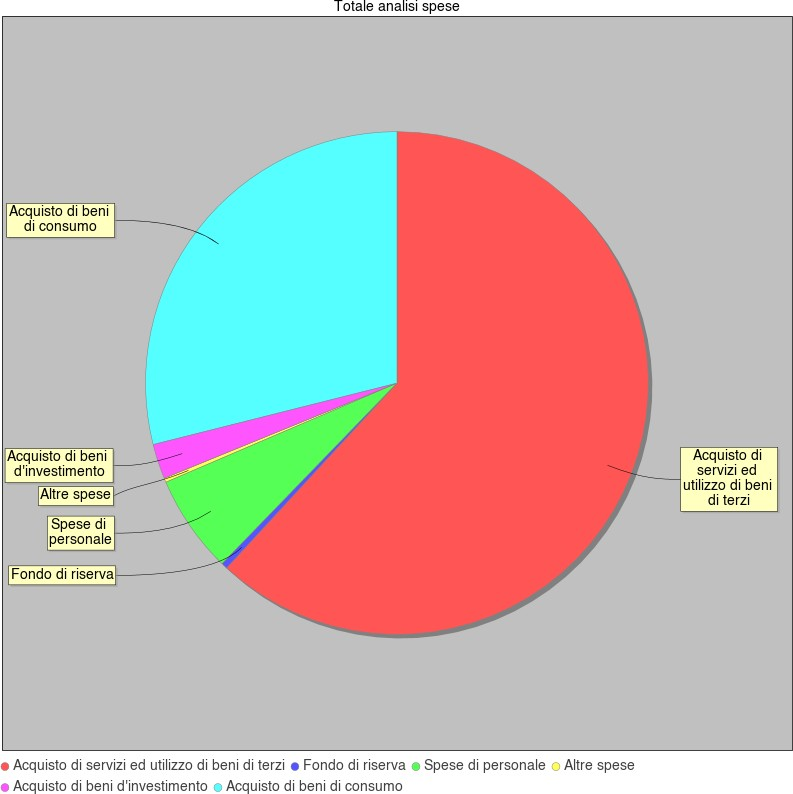 Totale analisi spese
Acquisto di beni
di consumo
Acquisto di beni
d'investimento
Altre spese
Spese di
personale
Fondo di riserva
Acquisto di
servizi ed
utilizzo di beni
di terzi
Acquisto di servizi ed utilizzo di beni di terzi Fondo di riserva Spese di personale Altre spese
Acquisto di beni d'investimento Acquisto di beni di consumo